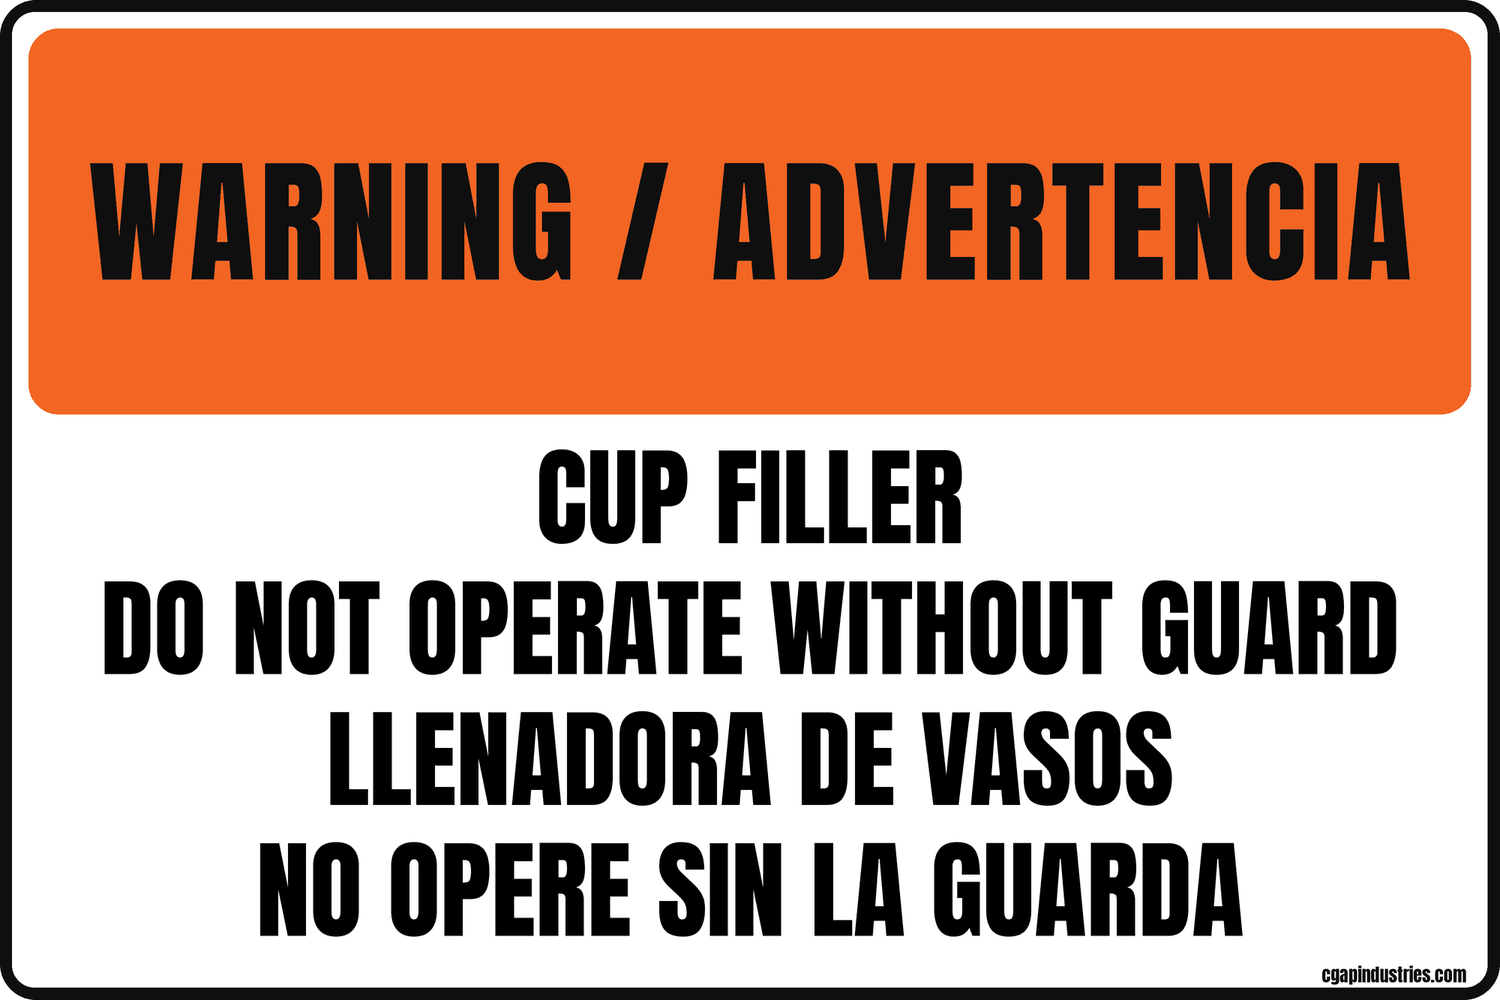 WARNING / ADVERTENCIA
CUP FILLER
DO NOT OPERATE WITHOUT GUARD
LLENADORA DE VASOS
NO OPERE SIN LA GUARDA
cgapindustries.com